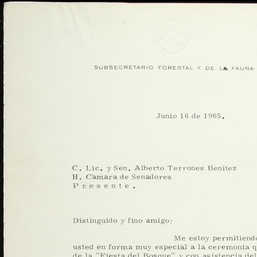 SUBSECRETARIO FORESTAL Y DE LA FAUNA
Junio 16 de 1965.
C. Lic. y Sen. Alberto Terrones Benítez
H. Cámara de Senadores
P r e s e n t e .
Distinguido y fino amigo:
Me estoy permitiendo
usted en forma muy especial a la ceremonia q
de la "Fiesta del Bosque" y con asistencia del